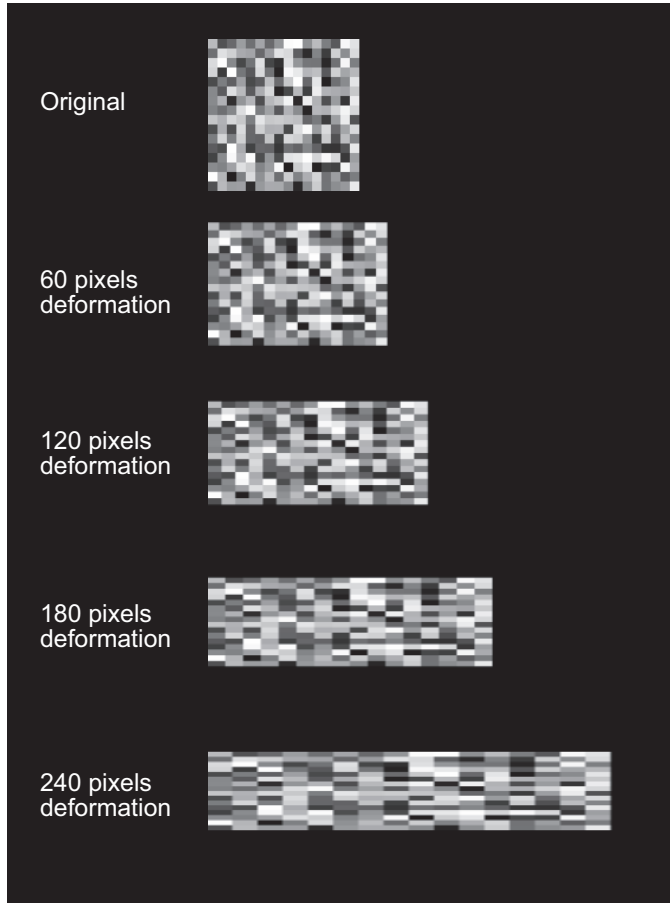 Original
60 pixels
deformation
120 pixels
deformation
180 pixels
deformation
240 pixels
deformation